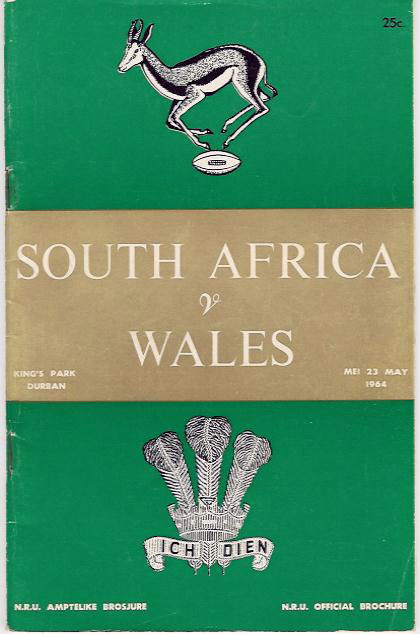 25c.
SOUTH AFRICA
v
WALES
KING'S PARK
DURBAN
MEI 23 MAY
1964
ICH DIEN
N.R.U. AMPTELIKE BROSJURE
N.R.U. OFFICIAL BROCHURE